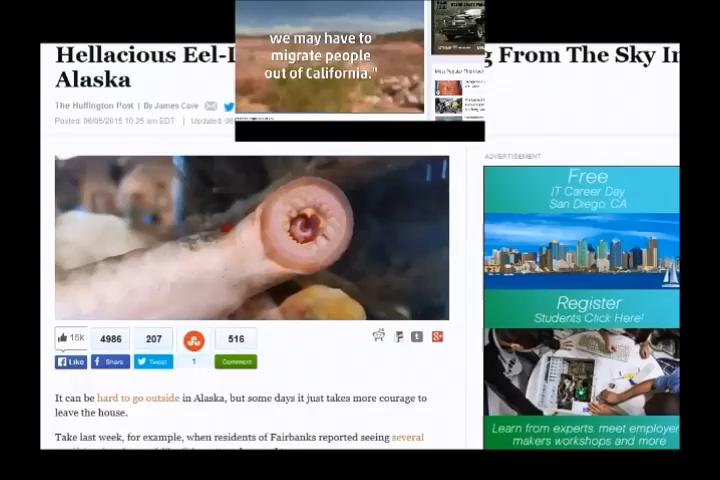 we may have to
migrate people
out of California."
Hellacious Eel-
g From The Sky In
Alaska
The Huffington Post | By James Cave
Posted: 06/05/2015 10:25 am EDT | Updated:
ADVERTISEMENT
Free
IT Career Day
San Diego, CA
Register
Students Click Here!
15k
4986
207
1
516
Like
Share
Tweet
Comment
It can be hard to go outside in Alaska, but some days it just takes more courage to
leave the house.
Take last week, for example, when residents of Fairbanks reported seeing several
Learn from experts, meet employer
makers workshops and more